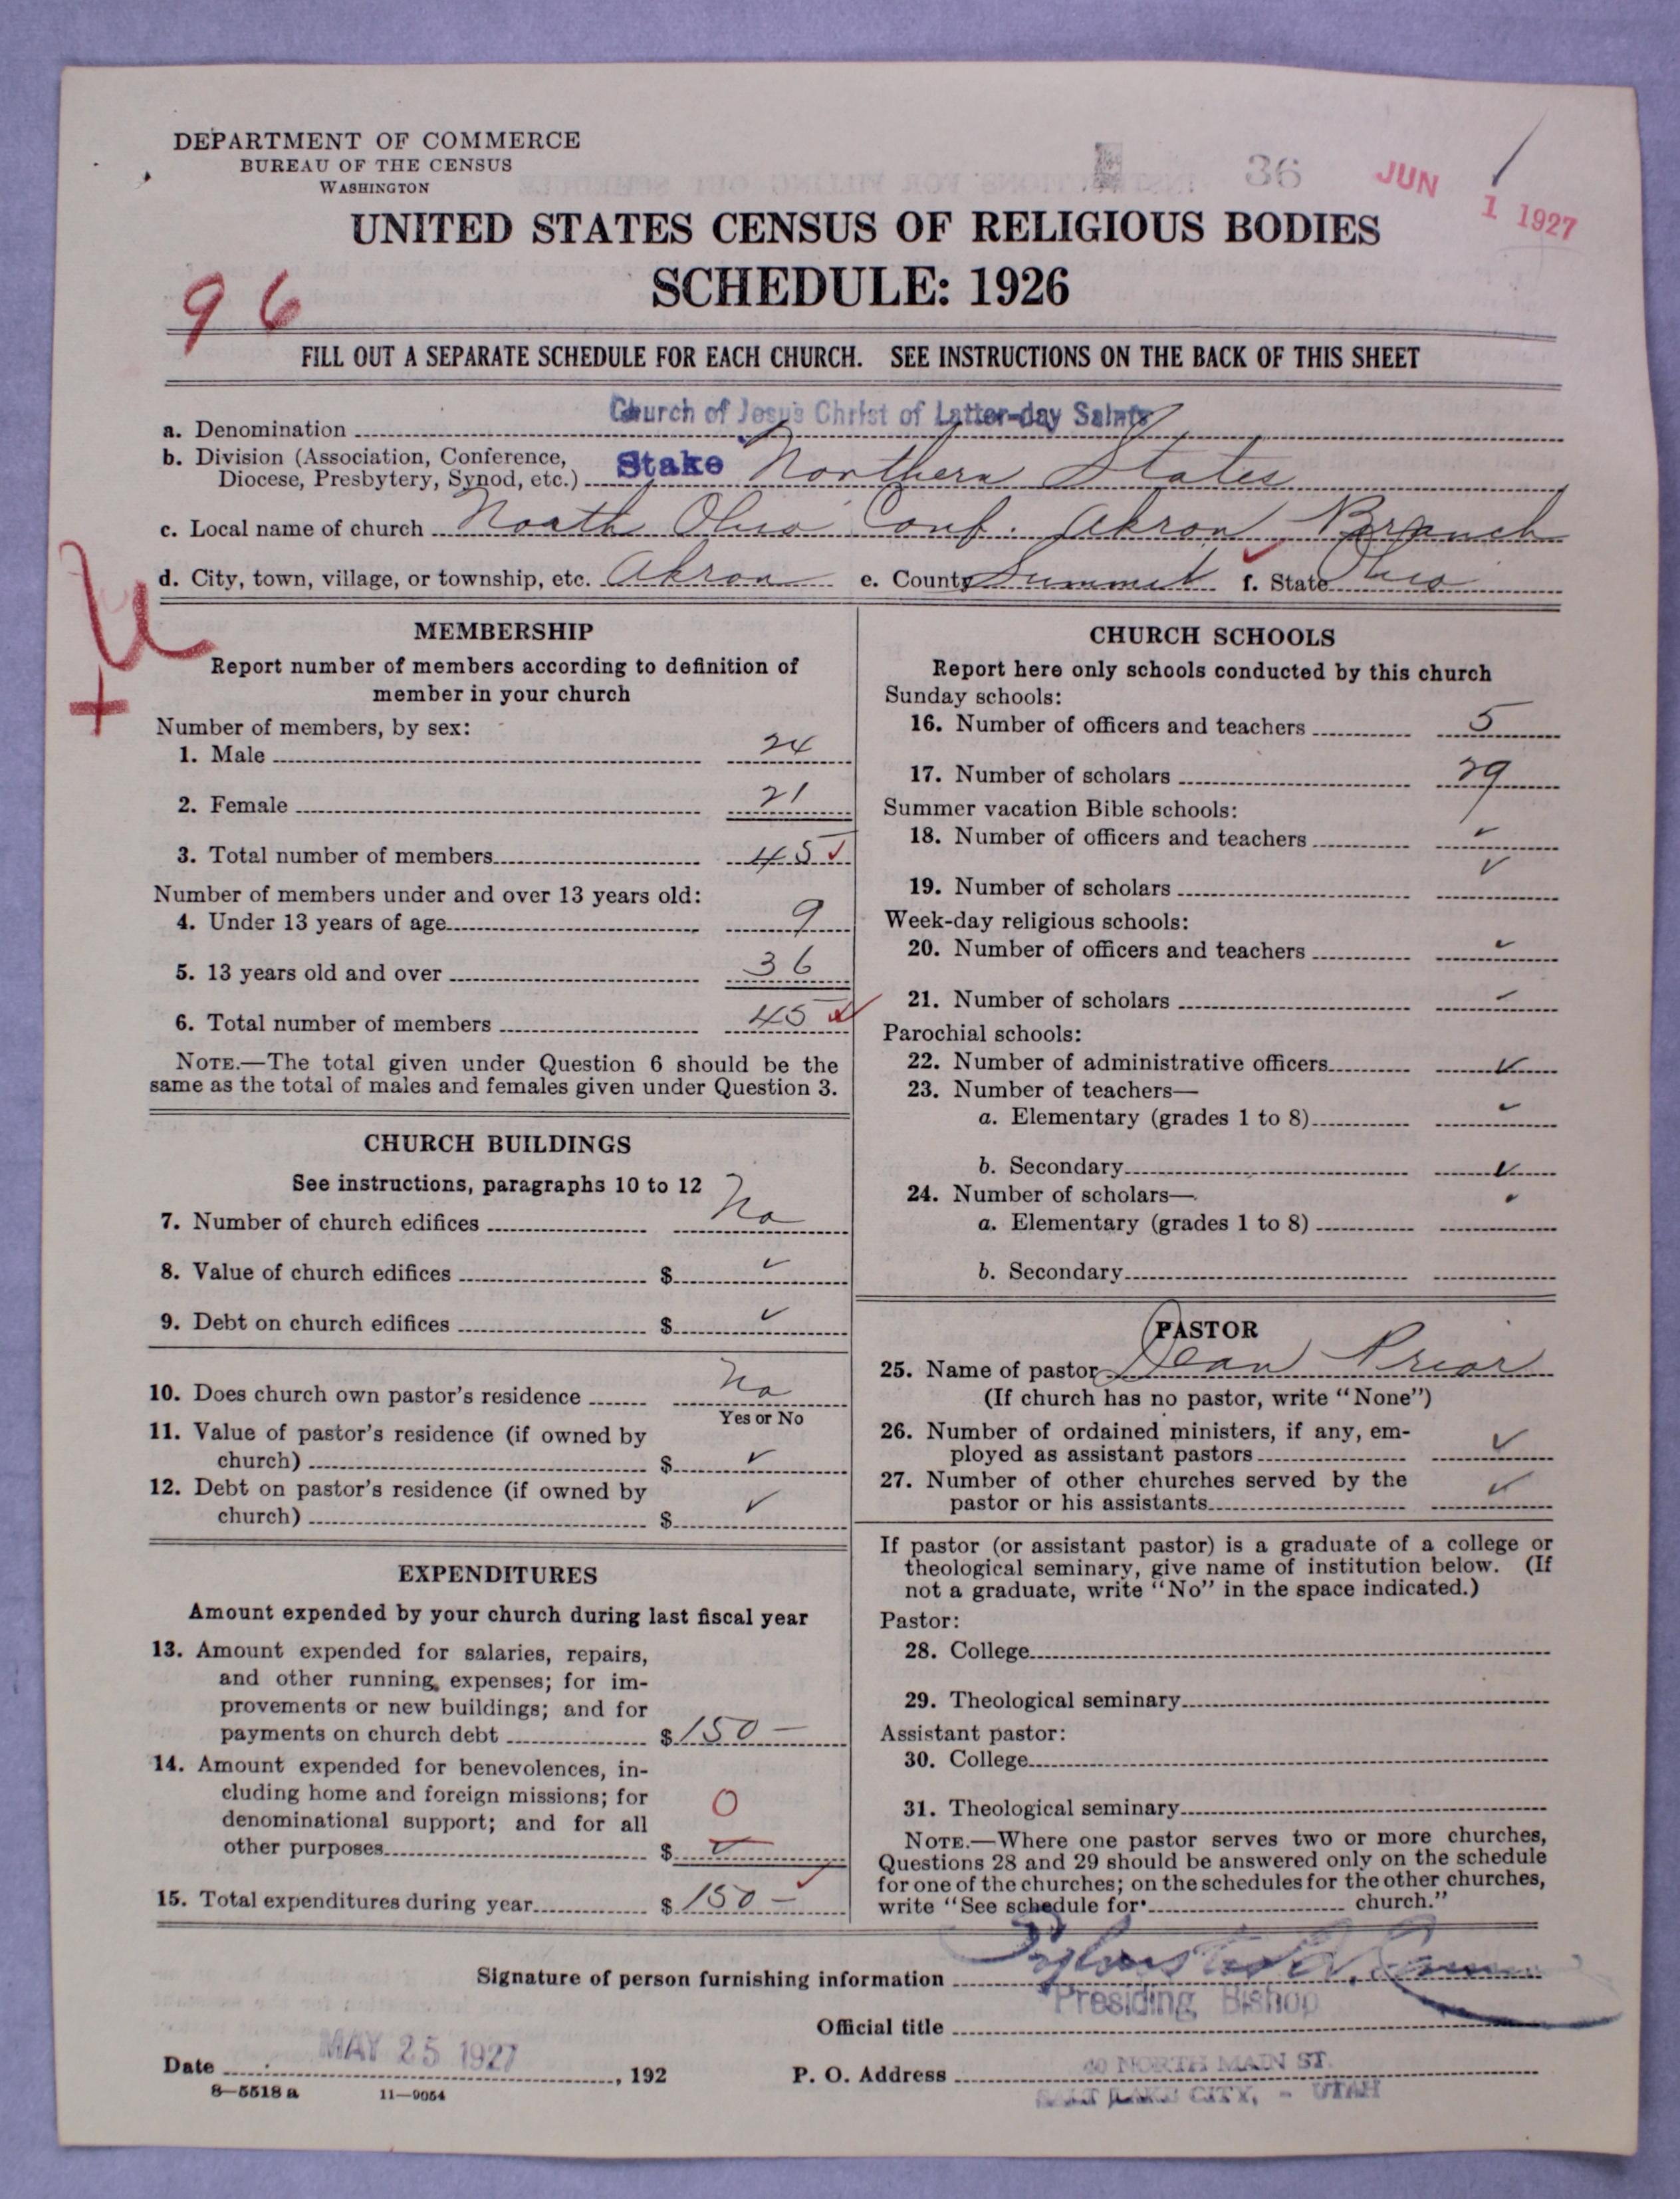 DEPARTMENT OF COMMERCE
BUREAU OF THE CENSUS
WASHINGTON
36
JUN 1 1927
UNITED STATES CENSUS OF RELIGIOUS BODIES
SCHEDULE: 1926
96
FILL OUT A SEPARATE SCHEDULE FOR EACH CHURCH. SEE INSTRUCTIONS ON THE BACK OF THIS SHEET
a. Denomination Church of Jesus Christ of Latter-day Saints
b. Division (Association, Conference, Diocese, Presbytery, Synod, etc.) Stake Northern States
c. Local name of church North Ohio Conf. Akron Branch
d. City, town, village, or township, etc. Akron e. County Summit f. State Ohio
MEMBERSHIP
Report number of members according to definition of
member in your church
Number of members, by sex:
1. Male 24
2. Female 21
3. Total number of members 45
Number of members under and over 13 years old:
4. Under 13 years of age 9
5. 13 years old and over 36
6. Total number of members 45
NOTE.—The total given under Question 6 should be the
same as the total of males and females given under Question 3.
CHURCH BUILDINGS
See instructions, paragraphs 10 to 12
7. Number of church edifices No
8. Value of church edifices $ ✓
9. Debt on church edifices $ ✓
10. Does church own pastor's residence No
Yes or No
11. Value of pastor's residence (if owned by
church) $ ✓
12. Debt on pastor's residence (if owned by
church) $ ✓
EXPENDITURES
Amount expended by your church during last fiscal year
13. Amount expended for salaries, repairs,
and other running expenses; for im-
provements or new buildings; and for
payments on church debt $ 150 —
14. Amount expended for benevolences, in-
cluding home and foreign missions; for
denominational support; and for all
other purposes $ 0
15. Total expenditures during year $ 150 —
CHURCH SCHOOLS
Report here only schools conducted by this church
Sunday schools:
16. Number of officers and teachers 5
17. Number of scholars 29
Summer vacation Bible schools:
18. Number of officers and teachers ✓
19. Number of scholars ✓
Week-day religious schools:
20. Number of officers and teachers ✓
21. Number of scholars ✓
Parochial schools:
22. Number of administrative officers ✓
23. Number of teachers—
a. Elementary (grades 1 to 8) ✓
b. Secondary ✓
24. Number of scholars—
a. Elementary (grades 1 to 8)
b. Secondary
PASTOR
25. Name of pastor Dean Prior
(If church has no pastor, write "None")
26. Number of ordained ministers, if any, em-
ployed as assistant pastors ✓
27. Number of other churches served by the
pastor or his assistants ✓
If pastor (or assistant pastor) is a graduate of a college or
theological seminary, give name of institution below. (If
not a graduate, write "No" in the space indicated.)
Pastor:
28. College
29. Theological seminary
Assistant pastor:
30. College
31. Theological seminary
NOTE.—Where one pastor serves two or more churches,
Questions 28 and 29 should be answered only on the schedule
for one of the churches; on the schedules for the other churches,
write "See schedule for church."
Signature of person furnishing information
Official title Presiding Bishop
Date MAY 25 1927, 192 P. O. Address 40 NORTH MAIN ST.
SALT LAKE CITY, - UTAH
8—5518 a 11—9054